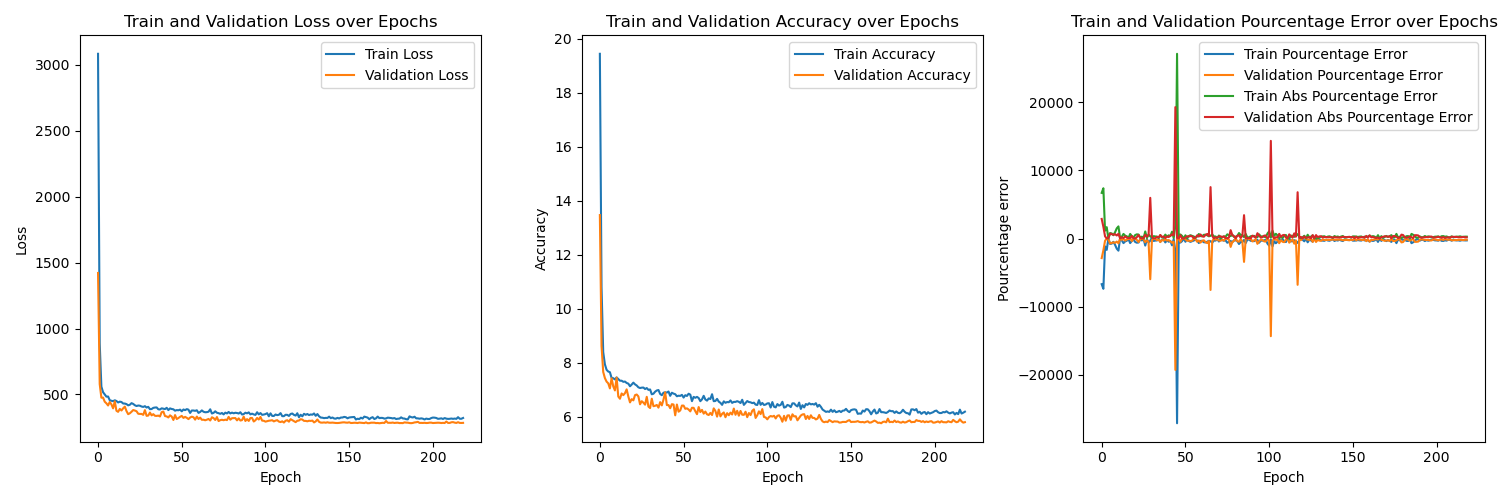 Train and Validation Loss over Epochs
Train Loss
Validation Loss
3000
2500
2000
1500
1000
500
Loss
0
50
100
150
200
Epoch
Train and Validation Accuracy over Epochs
Train Accuracy
Validation Accuracy
20
18
16
14
12
10
8
6
Accuracy
0
50
100
150
200
Epoch
Train and Validation Pourcentage Error over Epochs
Train Pourcentage Error
Validation Pourcentage Error
Train Abs Pourcentage Error
Validation Abs Pourcentage Error
20000
10000
0
−10000
−20000
Pourcentage error
0
50
100
150
200
Epoch